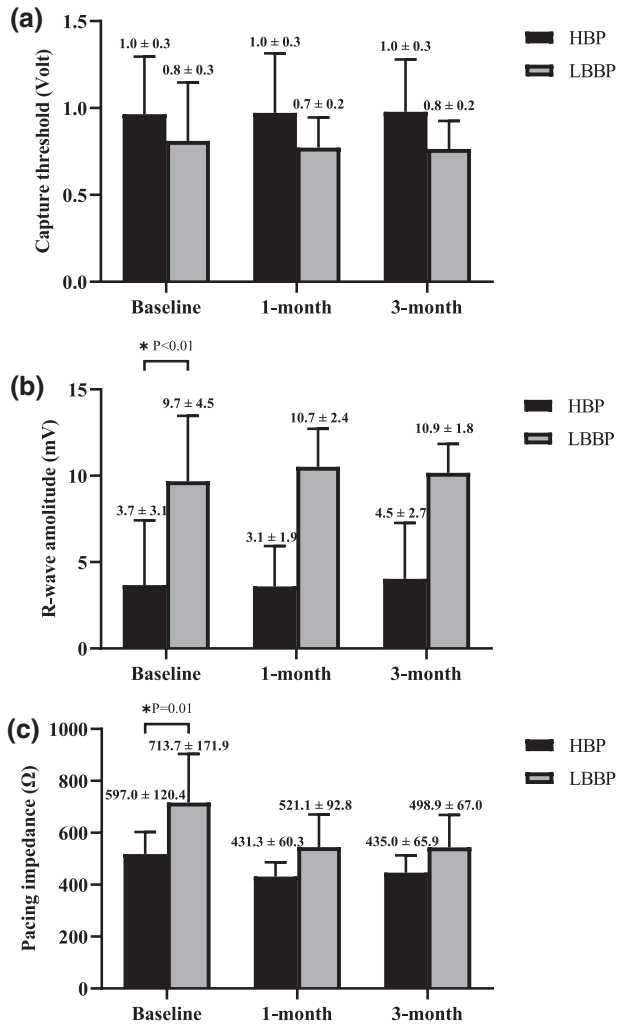 (a)
Capture threshold (Volt)
1.5
1.0
0.5
0.0
1.0 ± 0.3
0.8 ± 0.3
1.0 ± 0.3
0.7 ± 0.2
1.0 ± 0.3
0.8 ± 0.2
HBP
LBBP
Baseline
1-month
3-month
(b)
R-wave amolitude (mV)
15
10
5
0
* P<0.01
3.7 ± 3.1
9.7 ± 4.5
3.1 ± 1.9
10.7 ± 2.4
4.5 ± 2.7
10.9 ± 1.8
HBP
LBBP
Baseline
1-month
3-month
(c)
Pacing impedance (Ω)
1000
800
600
400
200
0
*P=0.01
597.0 ± 120.4
713.7 ± 171.9
431.3 ± 60.3
521.1 ± 92.8
435.0 ± 65.9
498.9 ± 67.0
HBP
LBBP
Baseline
1-month
3-month